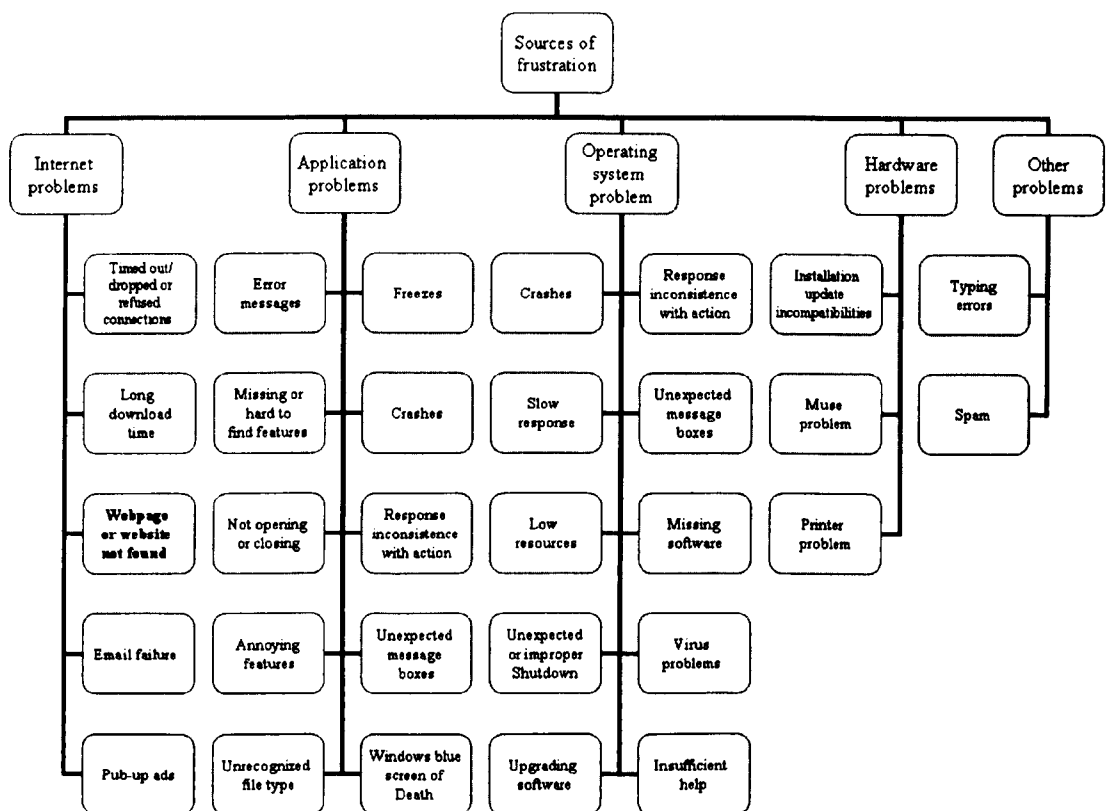 Sources of
frustration
Internet
problems
Application
problems
Operating
system
problem
Hardware
problems
Other
problems
Timed out/
dropped or
refused
connections
Long
download
time
Webpage
or website
not found
Email failure
Pub-up ads
Error
messages
Missing or
hard to
find features
Not opening
or closing
Annoying
features
Unrecognized
file type
Freezes
Crashes
Response
inconsistence
with action
Unexpected
message
boxes
Windows blue
screen of
Death
Crashes
Slow
response
Low
resources
Unexpected
or improper
Shutdown
Upgrading
software
Response
inconsistence
with action
Unexpected
message
boxes
Missing
software
Virus
problems
Insufficient
help
Installation
update
incompatibilities
Muse
problem
Printer
problem
Typing
errors
Spam